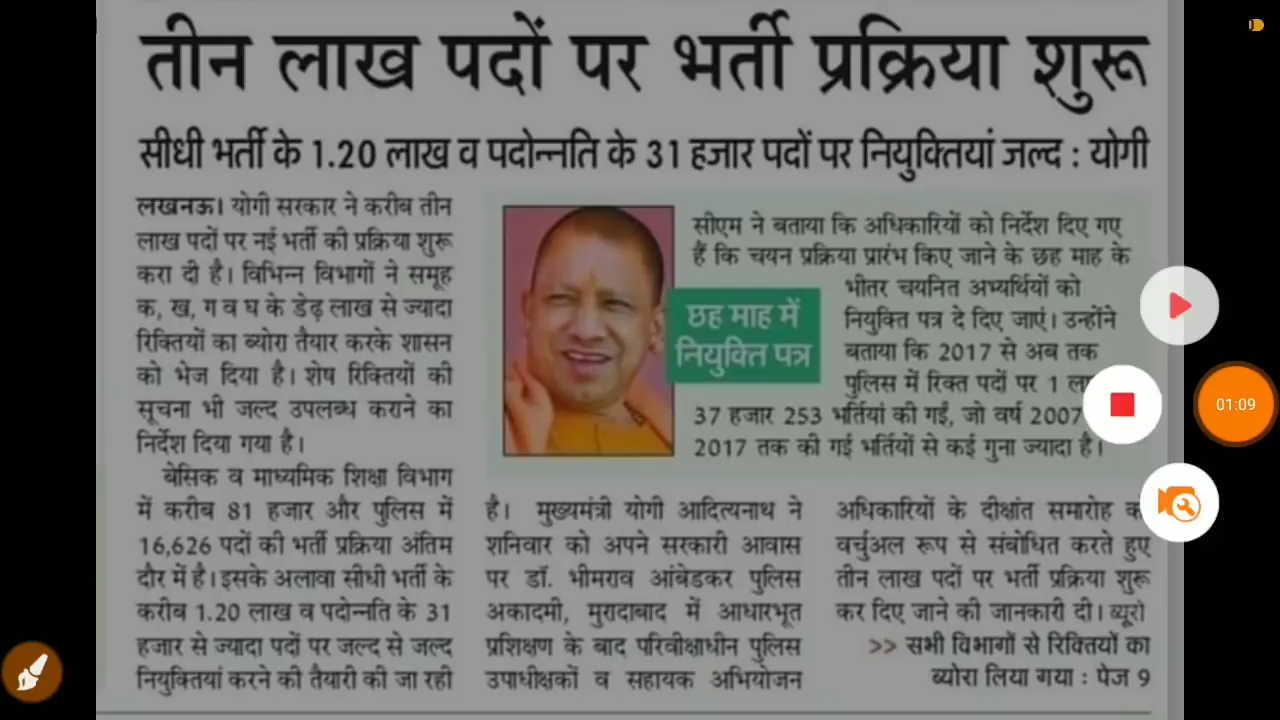 तीन लाख पदों पर भर्ती प्रक्रिया शुरू
सीधी भर्ती के 1.20 लाख व पदोन्नति के 31 हजार पदों पर नियुक्तियां जल्द : योगी
लखनऊ। योगी सरकार ने करीब तीन
लाख पदों पर नई भर्ती की प्रक्रिया शुरू
करा दी है। विभिन्न विभागों ने समूह
क, ख, ग व घ के डेढ़ लाख से ज्यादा
रिक्तियों का ब्योरा तैयार करके शासन
को भेज दिया है। शेष रिक्तियों की
सूचना भी जल्द उपलब्ध कराने का
निर्देश दिया गया है।
बेसिक व माध्यमिक शिक्षा विभाग
में करीब 81 हजार और पुलिस में
16,626 पदों की भर्ती प्रक्रिया अंतिम
दौर में है। इसके अलावा सीधी भर्ती के
करीब 1.20 लाख व पदोन्नति के 31
हजार से ज्यादा पदों पर जल्द से जल्द
नियुक्तियां करने की तैयारी की जा रही
छह माह में
नियुक्ति पत्र
सीएम ने बताया कि अधिकारियों को निर्देश दिए गए
हैं कि चयन प्रक्रिया प्रारंभ किए जाने के छह माह के
भीतर चयनित अभ्यर्थियों को
नियुक्ति पत्र दे दिए जाएं। उन्होंने
बताया कि 2017 से अब तक
पुलिस में रिक्त पदों पर 1
37 हजार 253 भर्तियां की गईं, जो वर्ष 2007
2017 तक की गई भर्तियों से कई गुना ज्यादा है।
है। मुख्यमंत्री योगी आदित्यनाथ ने
शनिवार को अपने सरकारी आवास
पर डॉ. भीमराव आंबेडकर पुलिस
अकादमी, मुरादाबाद में आधारभूत
प्रशिक्षण के बाद परिवीक्षाधीन पुलिस
उपाधीक्षकों व सहायक अभियोजन
अधिकारियों के दीक्षांत समारोह
वर्चुअल रूप से संबोधित करते हुए
तीन लाख पदों पर भर्ती प्रक्रिया शुरू
कर दिए जाने की जानकारी दी। ब्यूरो
>> सभी विभागों से रिक्तियों का
ब्योरा लिया गया : पेज 9
01:09